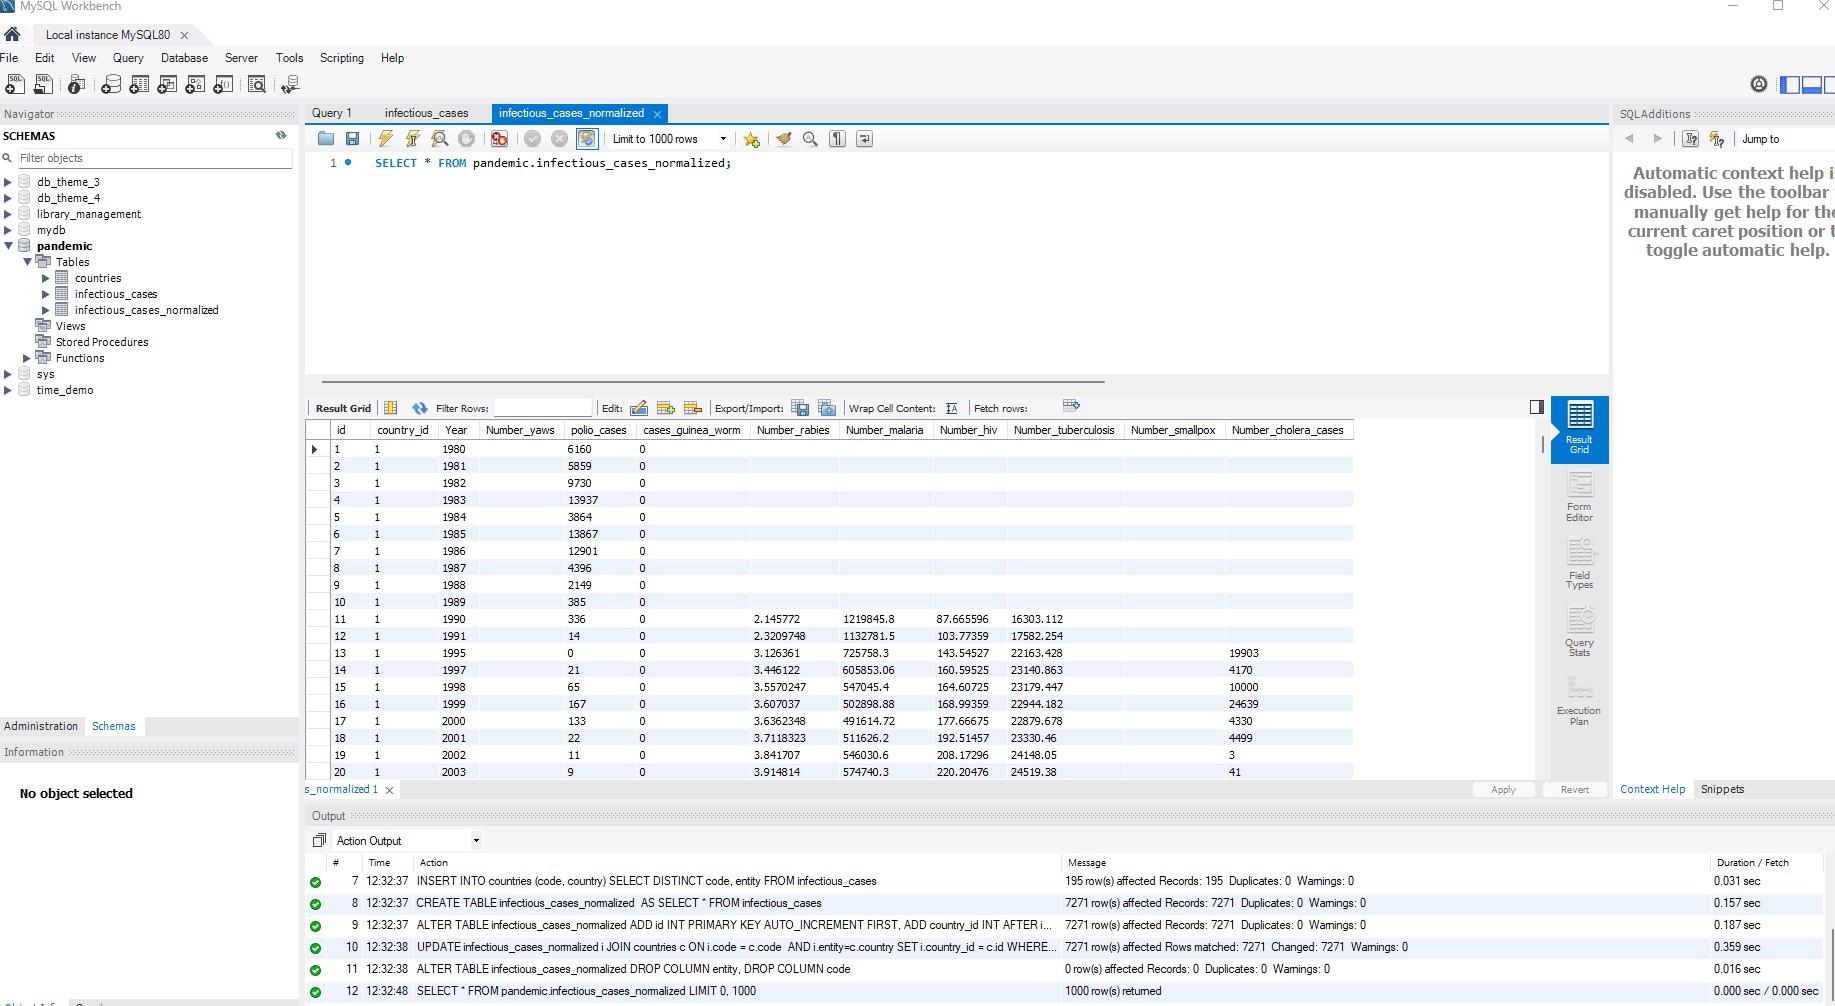 MySQL Workbench
Local instance MySQL80
File Edit View Query Database Server Tools Scripting Help
Navigator
SCHEMAS
Filter objects
db_theme_3
db_theme_4
library_management
mydb
pandemic
Tables
countries
infectious_cases
infectious_cases_normalized
Views
Stored Procedures
Functions
sys
time_demo
Administration Schemas
Information
No object selected
Query 1 infectious_cases infectious_cases_normalized
Limit to 1000 rows
1 SELECT * FROM pandemic.infectious_cases_normalized;
Result Grid Filter Rows: Edit: Export/Import: Wrap Cell Content: Fetch rows:
id country_id Year Number_yaws polio_cases cases_guinea_worm Number_rabies Number_malaria Number_hiv Number_tuberculosis Number_smallpox Number_cholera_cases
1 1 1980 6160 0
2 1 1981 5859 0
3 1 1982 9730 0
4 1 1983 13937 0
5 1 1984 3864 0
6 1 1985 13867 0
7 1 1986 12901 0
8 1 1987 4396 0
9 1 1988 2149 0
10 1 1989 385 0
11 1 1990 336 0 2.145772 1219845.8 87.665596 16303.112
12 1 1991 14 0 2.3209748 1132781.5 103.77359 17582.254
13 1 1995 0 0 3.126361 725758.3 143.54527 22163.428 19903
14 1 1997 21 0 3.446122 605853.06 160.59525 23140.863 4170
15 1 1998 65 0 3.5570247 547045.4 164.60725 23179.447 10000
16 1 1999 167 0 3.607037 502898.88 168.99359 22944.182 24639
17 1 2000 133 0 3.6362348 491614.72 177.66675 22879.678 4330
18 1 2001 22 0 3.7118323 511626.2 192.51457 23330.46 4499
19 1 2002 11 0 3.841707 546030.6 208.17296 24148.05 3
20 1 2003 9 0 3.914814 574740.3 220.20476 24519.38 41
Result
Grid
Form
Editor
Field
Types
Query
Stats
Execution
Plan
s_normalized 1
Apply Revert
SQLAdditions
Jump to
Automatic context help is
disabled. Use the toolbar
manually get help for the
current caret position or t
toggle automatic help.
Context Help Snippets
Output
Action Output
# Time Action Message Duration / Fetch
7 12:32:37 INSERT INTO countries (code, country) SELECT DISTINCT code, entity FROM infectious_cases 195 row(s) affected Records: 195 Duplicates: 0 Warnings: 0 0.031 sec
8 12:32:37 CREATE TABLE infectious_cases_normalized AS SELECT * FROM infectious_cases 7271 row(s) affected Records: 7271 Duplicates: 0 Warnings: 0 0.157 sec
9 12:32:37 ALTER TABLE infectious_cases_normalized ADD id INT PRIMARY KEY AUTO_INCREMENT FIRST, ADD country_id INT AFTER i... 7271 row(s) affected Records: 7271 Duplicates: 0 Warnings: 0 0.187 sec
10 12:32:38 UPDATE infectious_cases_normalized i JOIN countries c ON i.code = c.code AND i.entity=c.country SET i.country_id = c.id WHERE... 7271 row(s) affected Rows matched: 7271 Changed: 7271 Warnings: 0 0.359 sec
11 12:32:38 ALTER TABLE infectious_cases_normalized DROP COLUMN entity, DROP COLUMN code 0 row(s) affected Records: 0 Duplicates: 0 Warnings: 0 0.016 sec
12 12:32:48 SELECT * FROM pandemic.infectious_cases_normalized LIMIT 0, 1000 1000 row(s) returned 0.000 sec / 0.000 sec